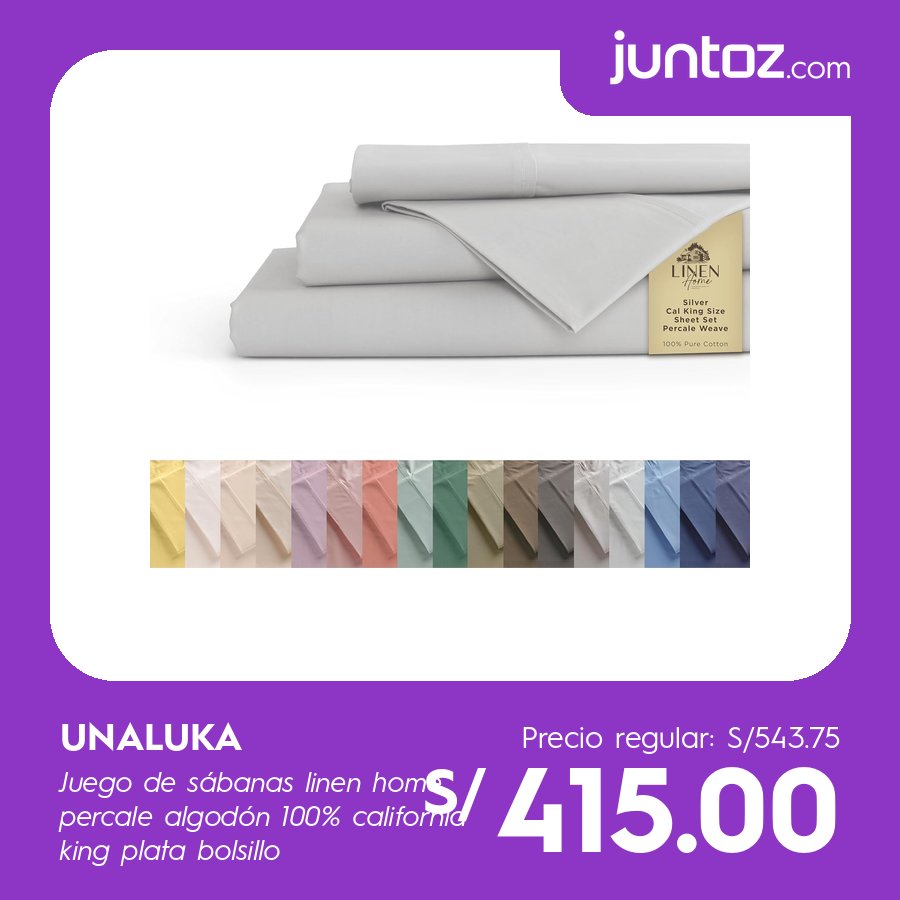 juntoz.com
LINEN
Home
Silver
Cal King Size
Sheet Set
Percale Weave
100% Pure Cotton
UNALUKA
Juego de sábanas linen home
percale algodón 100% california
king plata bolsillo
Precio regular: S/543.75
S/ 415.00